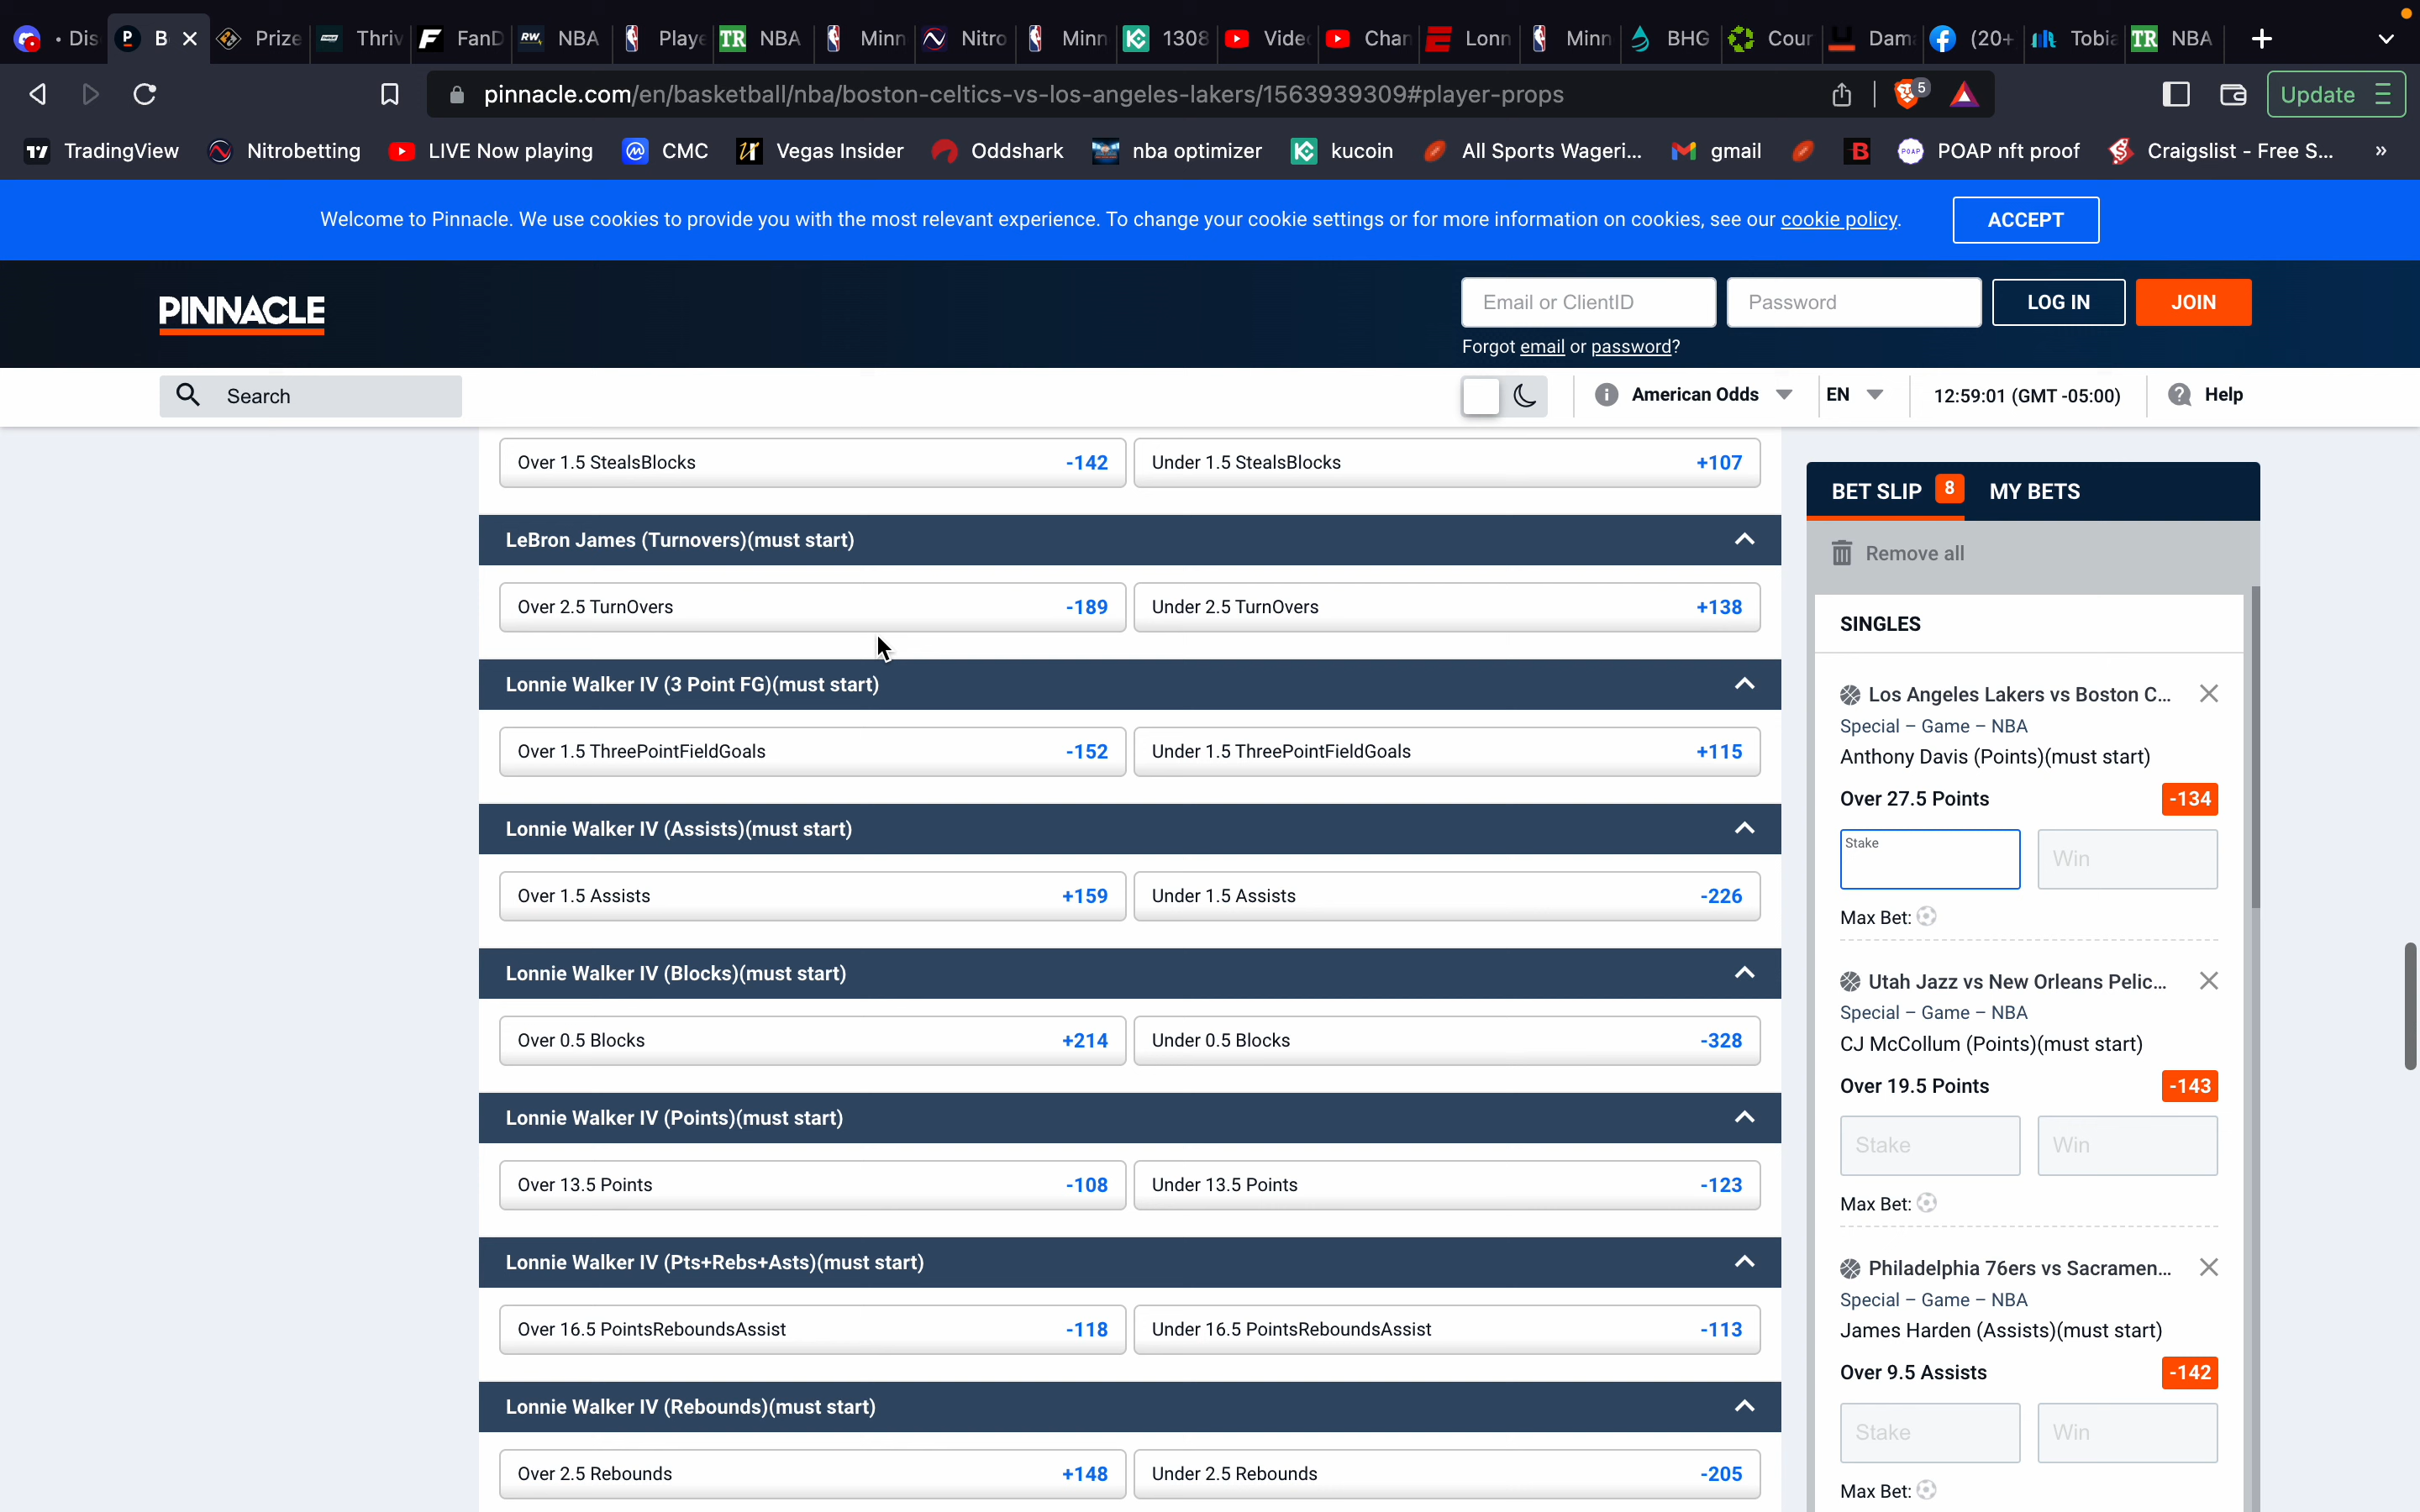 Dis
B
Prize
Thriv
FanD
RW
NBA
Playe
TR
NBA
Minn
Nitro
Minn
1308
Video
Chan
Lonn
Minn
BHG
Cour
Dam
(20+
Tobia
TR
NBA
pinnacle.com/en/basketball/nba/boston-celtics-vs-los-angeles-lakers/1563939309#player-props
5
Update
TradingView
Nitrobetting
LIVE Now playing
CMC
Vegas Insider
Oddshark
nba optimizer
kucoin
All Sports Wageri...
gmail
B
POAP nft proof
Craigslist - Free S...
»
Welcome to Pinnacle. We use cookies to provide you with the most relevant experience. To change your cookie settings or for more information on cookies, see our cookie policy.
ACCEPT
PINNACLE
Email or ClientID
Password
LOG IN
JOIN
Forgot email or password?
Search
American Odds
EN
12:59:01 (GMT -05:00)
Help
Over 1.5 StealsBlocks -142
Under 1.5 StealsBlocks +107
LeBron James (Turnovers)(must start)
Over 2.5 TurnOvers -189
Under 2.5 TurnOvers +138
Lonnie Walker IV (3 Point FG)(must start)
Over 1.5 ThreePointFieldGoals -152
Under 1.5 ThreePointFieldGoals +115
Lonnie Walker IV (Assists)(must start)
Over 1.5 Assists +159
Under 1.5 Assists -226
Lonnie Walker IV (Blocks)(must start)
Over 0.5 Blocks +214
Under 0.5 Blocks -328
Lonnie Walker IV (Points)(must start)
Over 13.5 Points -108
Under 13.5 Points -123
Lonnie Walker IV (Pts+Rebs+Asts)(must start)
Over 16.5 PointsReboundsAssist -118
Under 16.5 PointsReboundsAssist -113
Lonnie Walker IV (Rebounds)(must start)
Over 2.5 Rebounds +148
Under 2.5 Rebounds -205
BET SLIP 8 MY BETS
Remove all
SINGLES
Los Angeles Lakers vs Boston C...
Special – Game – NBA
Anthony Davis (Points)(must start)
Over 27.5 Points -134
Stake
Win
Max Bet:
Utah Jazz vs New Orleans Pelic...
Special – Game – NBA
CJ McCollum (Points)(must start)
Over 19.5 Points -143
Stake
Win
Max Bet:
Philadelphia 76ers vs Sacramen...
Special – Game – NBA
James Harden (Assists)(must start)
Over 9.5 Assists -142
Stake
Win
Max Bet: